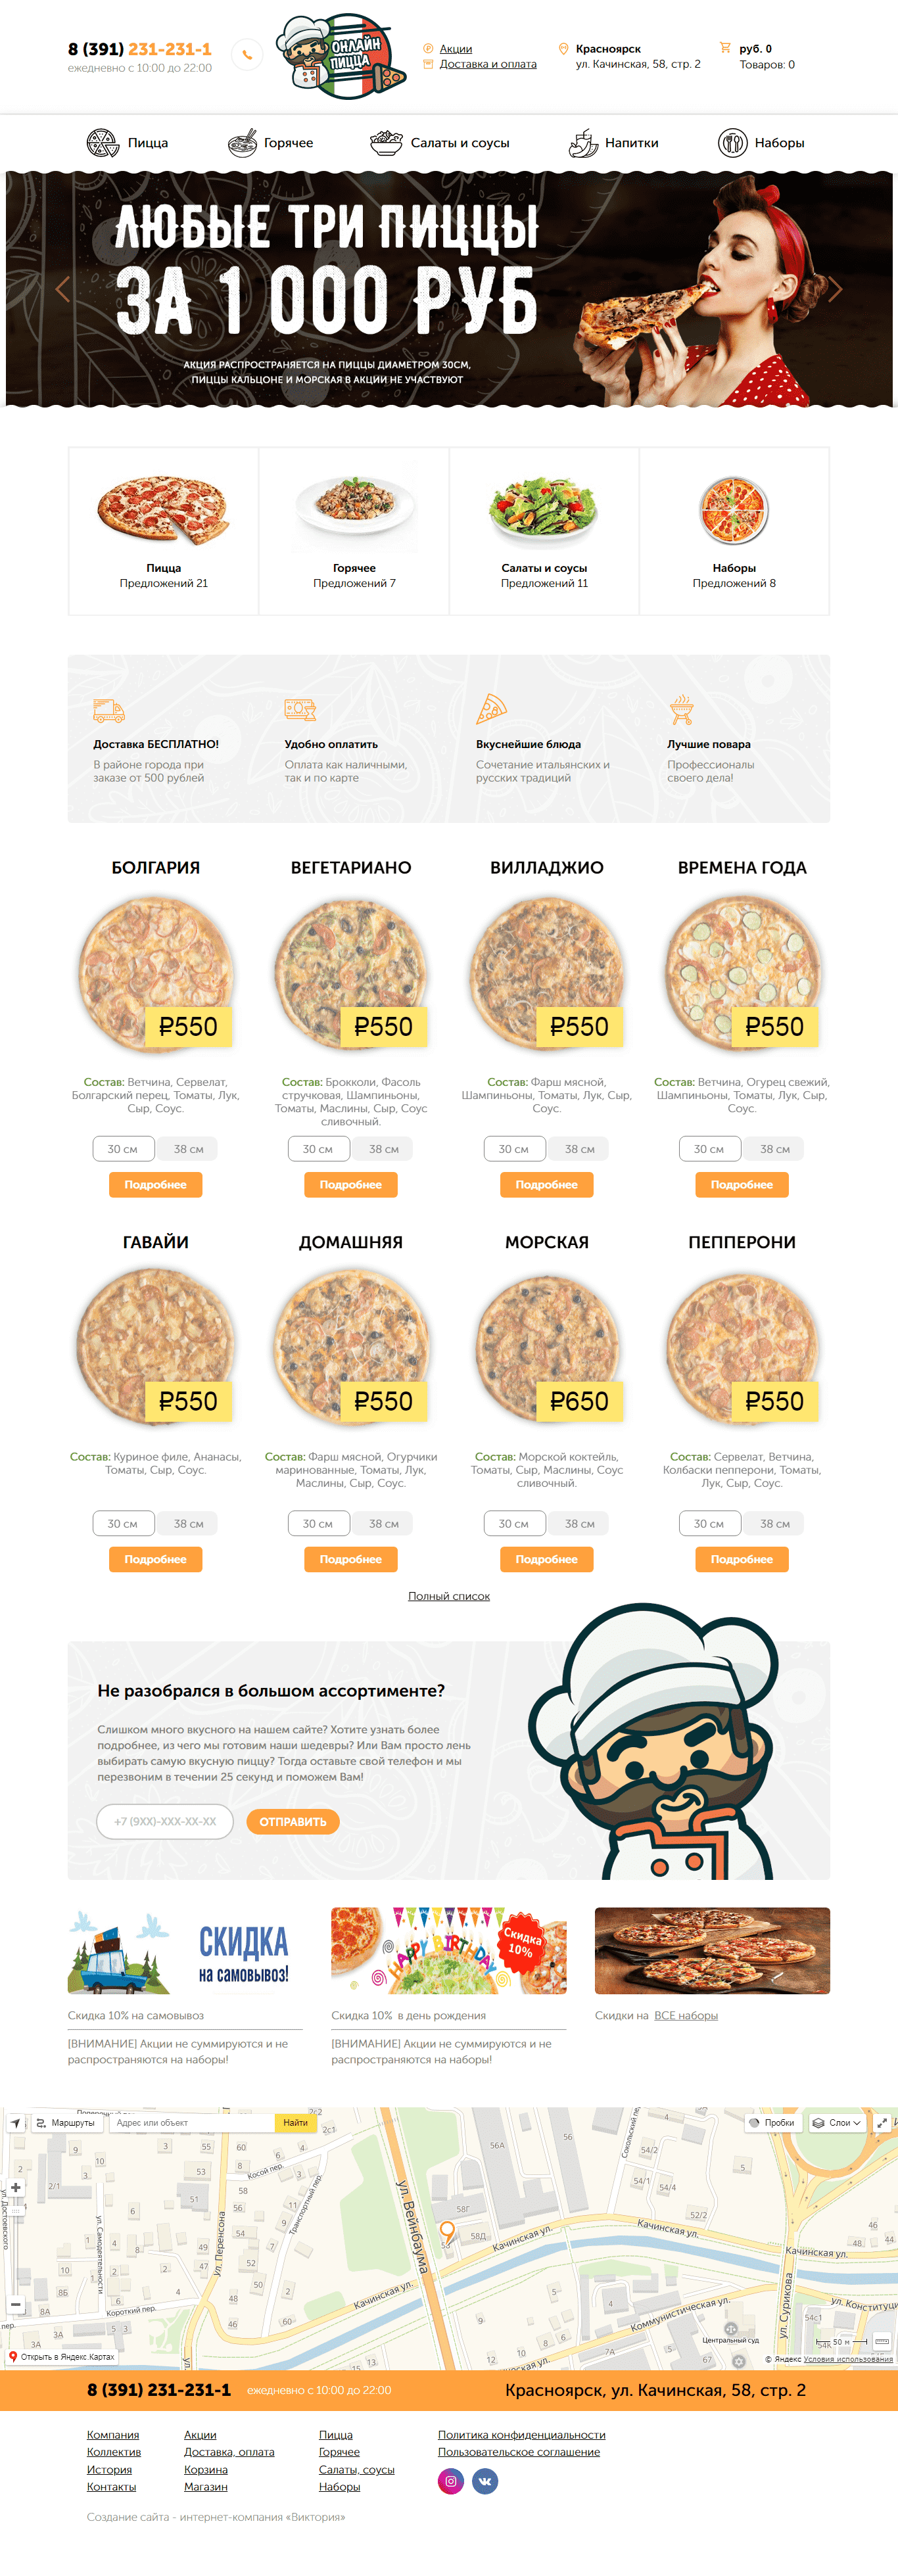 8 (391) 231-231-1
ежедневно с 10:00 до 22:00
ОНЛАЙН
ПИЦЦА
Акции
Доставка и оплата
Красноярск
ул. Качинская, 58, стр. 2
руб. 0
Товаров: 0
Пицца
Горячее
Салаты и соусы
Напитки
Наборы
ЛЮБЫЕ ТРИ ПИЦЦЫ
ЗА 1 000 РУБ
АКЦИЯ РАСПРОСТРАНЯЕТСЯ НА ПИЦЦЫ ДИАМЕТРОМ 30СМ,
ПИЦЦЫ КАЛЬЦОНЕ И МОРСКАЯ В АКЦИИ НЕ УЧАСТВУЮТ
Пицца
Предложений 21
Горячее
Предложений 7
Салаты и соусы
Предложений 11
Наборы
Предложений 8
Доставка БЕСПЛАТНО!
В районе города при
заказе от 500 рублей
Удобно оплатить
Оплата как наличными,
так и по карте
Вкуснейшие блюда
Сочетание итальянских и
русских традиций
Лучшие повара
Профессионалы
своего дела!
БОЛГАРИЯ
₽550
Состав: Ветчина, Сервелат,
Болгарский перец, Томаты, Лук,
Сыр, Соус.
30 см 38 см
Подробнее
ВЕГЕТАРИАНО
₽550
Состав: Брокколи, Фасоль
стручковая, Шампиньоны,
Томаты, Маслины, Сыр, Соус
сливочный.
30 см 38 см
Подробнее
ВИЛЛАДЖИО
₽550
Состав: Фарш мясной,
Шампиньоны, Томаты, Лук, Сыр,
Соус.
30 см 38 см
Подробнее
ВРЕМЕНА ГОДА
₽550
Состав: Ветчина, Огурец свежий,
Шампиньоны, Томаты, Лук, Сыр,
Соус.
30 см 38 см
Подробнее
ГАВАЙИ
₽550
Состав: Куриное филе, Ананасы,
Томаты, Сыр, Соус.
30 см 38 см
Подробнее
ДОМАШНЯЯ
₽550
Состав: Фарш мясной, Огурчики
маринованные, Томаты, Лук,
Маслины, Сыр, Соус.
30 см 38 см
Подробнее
МОРСКАЯ
₽650
Состав: Морской коктейль,
Томаты, Сыр, Маслины, Соус
сливочный.
30 см 38 см
Подробнее
ПЕППЕРОНИ
₽550
Состав: Сервелат, Ветчина,
Колбаски пепперони, Томаты,
Лук, Сыр, Соус.
30 см 38 см
Подробнее
Полный список
Не разобрался в большом ассортименте?
Слишком много вкусного на нашем сайте? Хотите узнать более
подробнее, из чего мы готовим наши шедевры? Или Вам просто лень
выбирать самую вкусную пиццу? Тогда оставьте свой телефон и мы
перезвоним в течении 25 секунд и поможем Вам!
+7 (9XX)-XXX-XX-XX
ОТПРАВИТЬ
СКИДКА
на самовывоз!
Скидка 10% на самовывоз
[ВНИМАНИЕ] Акции не суммируются и не
распространяются на наборы!
HAPPY BIRTHDAY
Скидка
10%
Скидка 10% в день рождения
[ВНИМАНИЕ] Акции не суммируются и не
распространяются на наборы!
Скидки на ВСЕ наборы
Маршруты
Адрес или объект
Найти
Пробки
Слои
Косой пер.
Транспортный пер.
ул. Перенсона
ул. Самодеятельности
ул. Достоевского
Короткий пер.
ул. Вейнбаума
Качинская ул.
Качинская ул.
Качинская ул.
Качинская ул.
Качинская ул.
Коммунистическая ул.
Сокольский пер.
ул. Сурикова
ул. Конституци
Центральный суд
50 м
Открыть в Яндекс.Картах
© Яндекс Условия использования
8 (391) 231-231-1
ежедневно с 10:00 до 22:00
Красноярск, ул. Качинская, 58, стр. 2
Компания
Коллектив
История
Контакты
Акции
Доставка, оплата
Корзина
Магазин
Пицца
Горячее
Салаты, соусы
Наборы
Политика конфиденциальности
Пользовательское соглашение
Создание сайта - интернет-компания «Виктория»